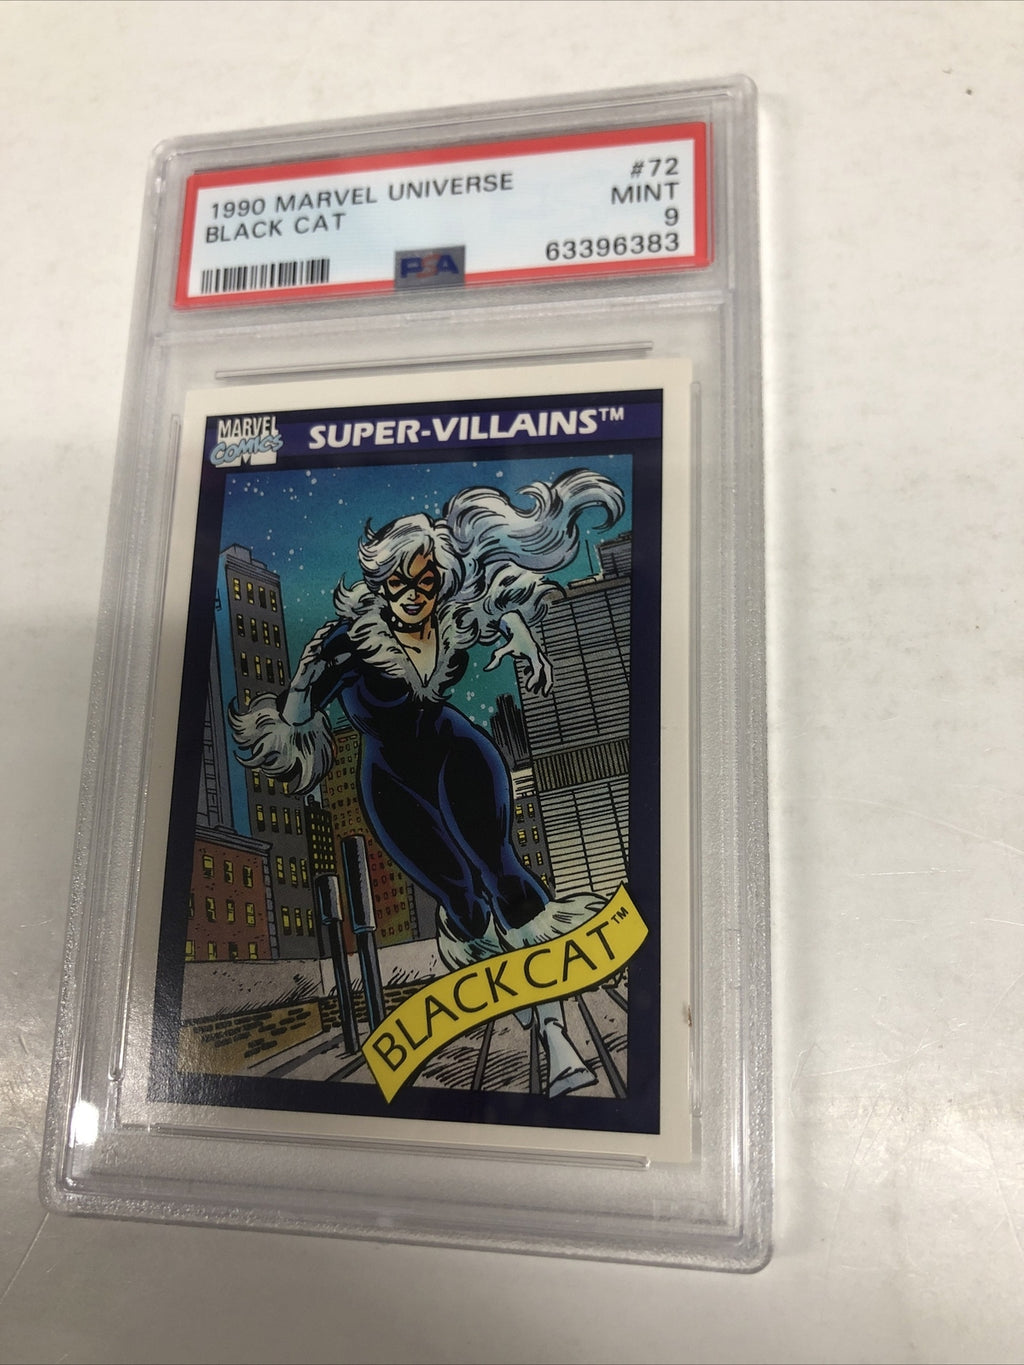 1990 MARVEL UNIVERSE
BLACK CAT
#72
MINT
9
63396383
PSA
MARVEL
COMICS
SUPER-VILLAINS™
BLACK CAT™